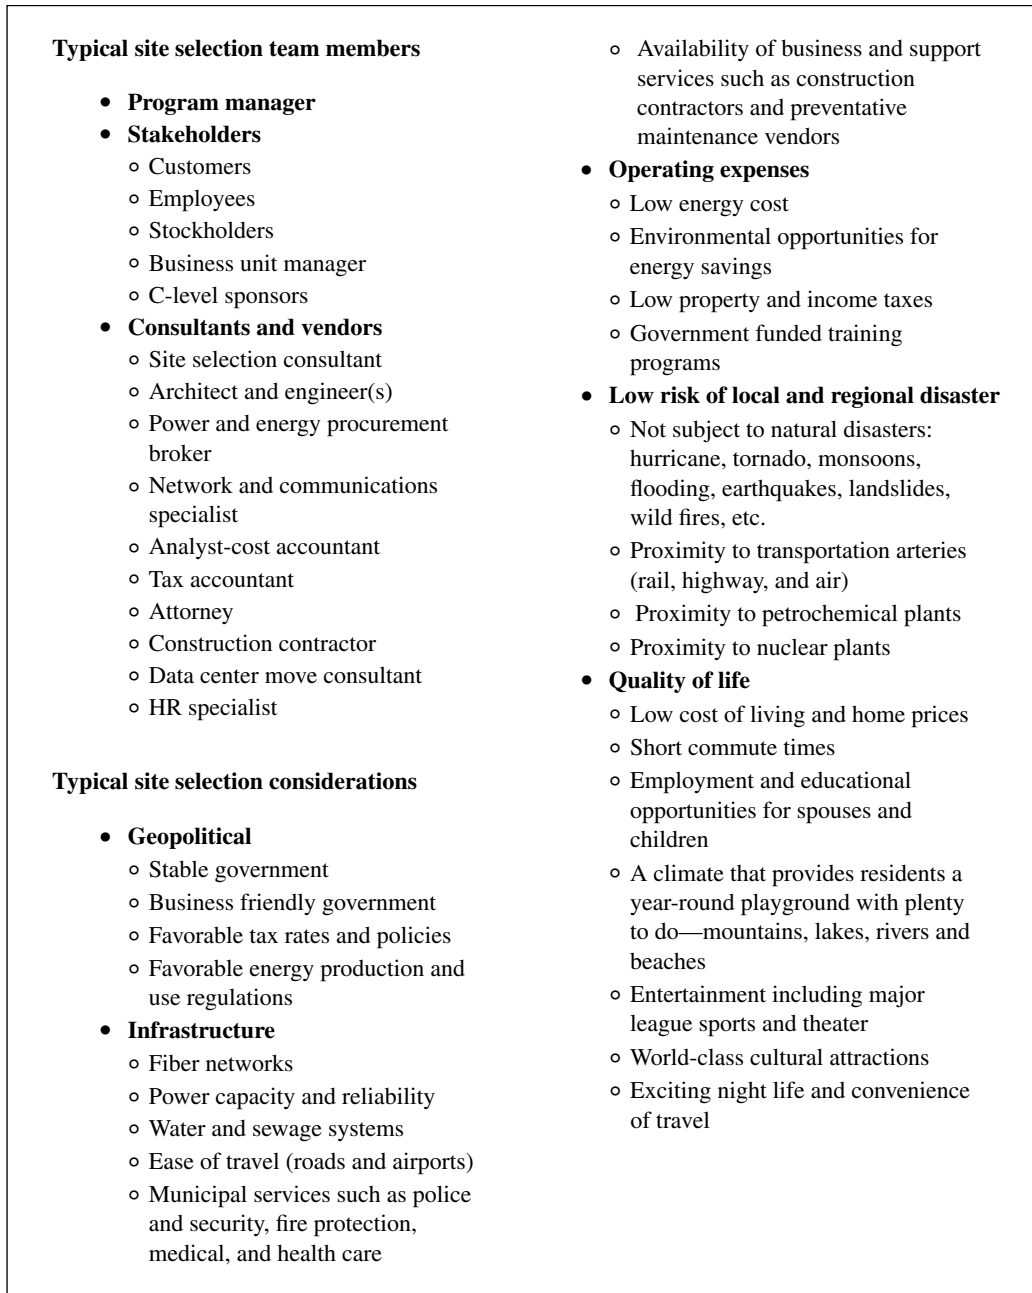 Typical site selection team members
• Program manager
• Stakeholders
∘ Customers
∘ Employees
∘ Stockholders
∘ Business unit manager
∘ C-level sponsors
• Consultants and vendors
∘ Site selection consultant
∘ Architect and engineer(s)
∘ Power and energy procurement
broker
∘ Network and communications
specialist
∘ Analyst-cost accountant
∘ Tax accountant
∘ Attorney
∘ Construction contractor
∘ Data center move consultant
∘ HR specialist
Typical site selection considerations
• Geopolitical
∘ Stable government
∘ Business friendly government
∘ Favorable tax rates and policies
∘ Favorable energy production and
use regulations
• Infrastructure
∘ Fiber networks
∘ Power capacity and reliability
∘ Water and sewage systems
∘ Ease of travel (roads and airports)
∘ Municipal services such as police
and security, fire protection,
medical, and health care
∘ Availability of business and support
services such as construction
contractors and preventative
maintenance vendors
• Operating expenses
∘ Low energy cost
∘ Environmental opportunities for
energy savings
∘ Low property and income taxes
∘ Government funded training
programs
• Low risk of local and regional disaster
∘ Not subject to natural disasters:
hurricane, tornado, monsoons,
flooding, earthquakes, landslides,
wild fires, etc.
∘ Proximity to transportation arteries
(rail, highway, and air)
∘ Proximity to petrochemical plants
∘ Proximity to nuclear plants
• Quality of life
∘ Low cost of living and home prices
∘ Short commute times
∘ Employment and educational
opportunities for spouses and
children
∘ A climate that provides residents a
year-round playground with plenty
to do—mountains, lakes, rivers and
beaches
∘ Entertainment including major
league sports and theater
∘ World-class cultural attractions
∘ Exciting night life and convenience
of travel